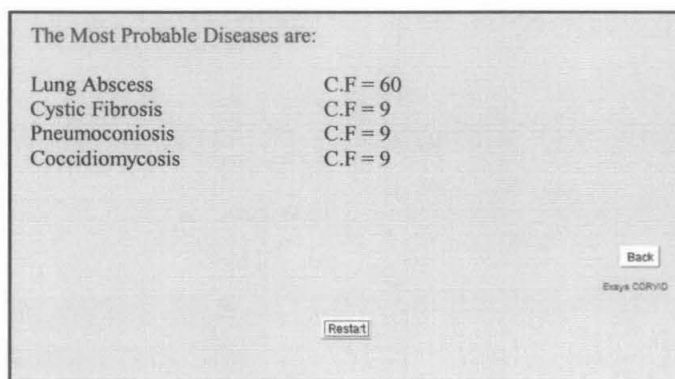 The Most Probable Diseases are:
Lung Abscess C.F = 60
Cystic Fibrosis C.F = 9
Pneumoconiosis C.F = 9
Coccidiomycosis C.F = 9
Back
Exsys CORVID
Restart